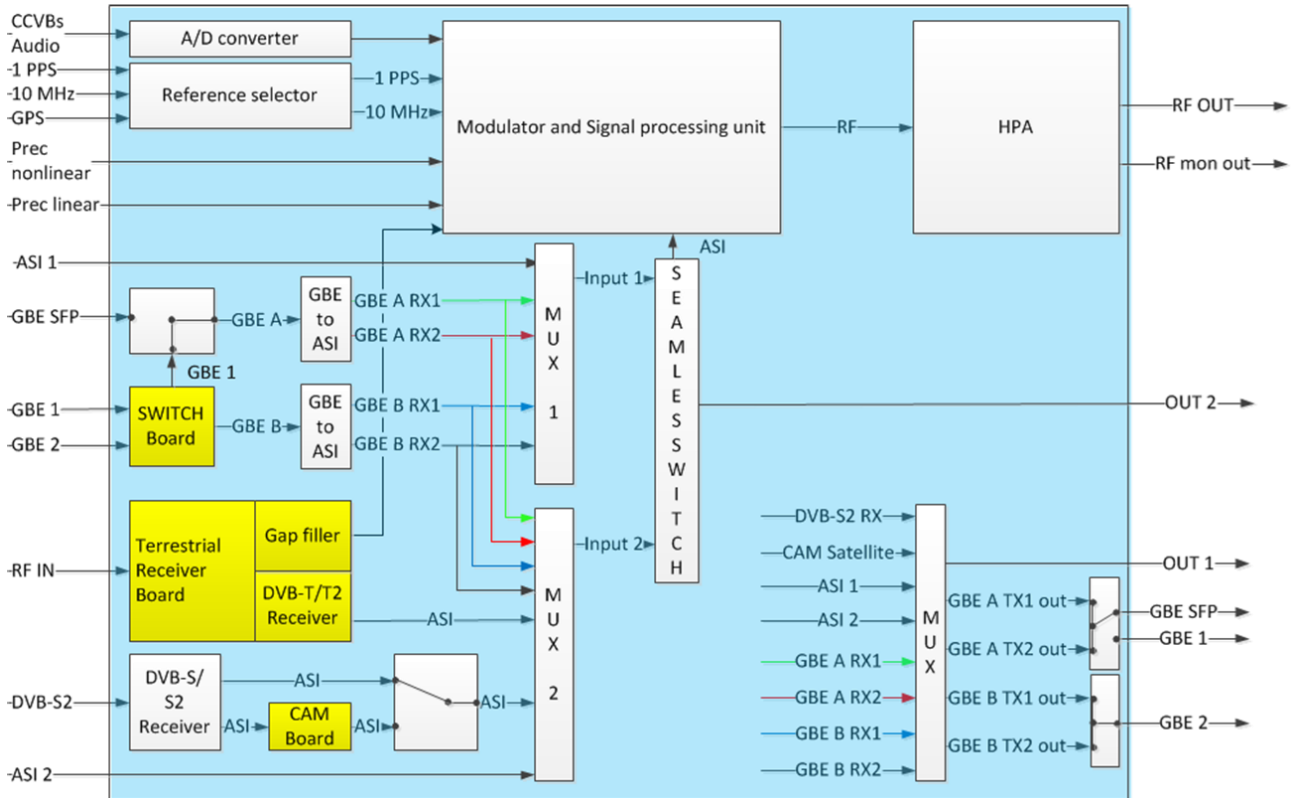 CCVBs
Audio
A/D converter
1 PPS
10 MHz
GPS
Reference selector
1 PPS
10 MHz
Modulator and Signal processing unit
RF
HPA
RF OUT
RF mon out
Prec
nonlinear
Prec linear
ASI 1
GBE SFP
GBE A
GBE 1
GBE
to
ASI
GBE A RX1
GBE A RX2
GBE 1
GBE 2
SWITCH
Board
GBE B
GBE
to
ASI
GBE B RX1
GBE B RX2
M
U
X
1
Input 1
ASI
S
E
A
M
L
E
S
S
W
I
T
C
H
OUT 2
RF IN
Terrestrial
Receiver
Board
Gap filler
DVB-T/T2
Receiver
ASI
DVB-S2
DVB-S/
S2
Receiver
ASI
ASI
CAM
Board
ASI
ASI
ASI 2
M
U
X
2
Input 2
DVB-S2 RX
CAM Satellite
ASI 1
ASI 2
GBE A RX1
GBE A RX2
GBE B RX1
GBE B RX2
M
U
X
OUT 1
GBE A TX1 out
GBE A TX2 out
GBE B TX1 out
GBE B TX2 out
GBE SFP
GBE 1
GBE 2